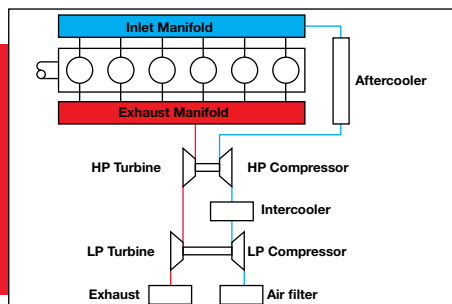 Inlet Manifold
Aftercooler
Exhaust Manifold
HP Turbine
HP Compressor
Intercooler
LP Turbine
LP Compressor
Exhaust
Air filter